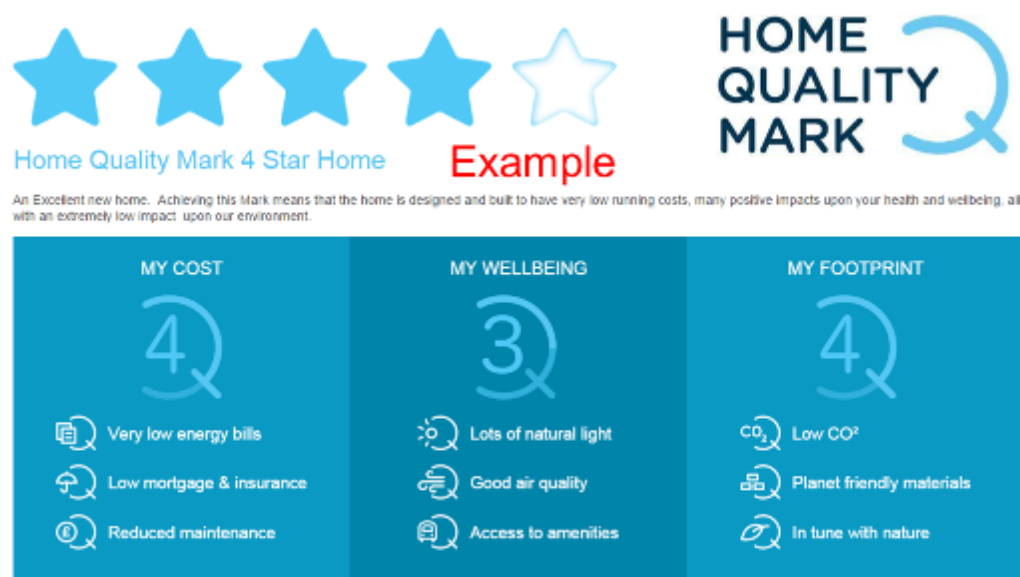 HOME
QUALITY
MARK
Home Quality Mark 4 Star Home
Example
An Excellent new home. Achieving this Mark means that the home is designed and built to have very low running costs, many positive impacts upon your health and wellbeing, all
with an extremely low impact upon our environment.
MY COST
MY WELLBEING
MY FOOTPRINT
4
3
4
Very low energy bills
Lots of natural light
CO₂
Low CO²
Low mortgage & insurance
Good air quality
Planet friendly materials
£
Reduced maintenance
Access to amenities
In tune with nature